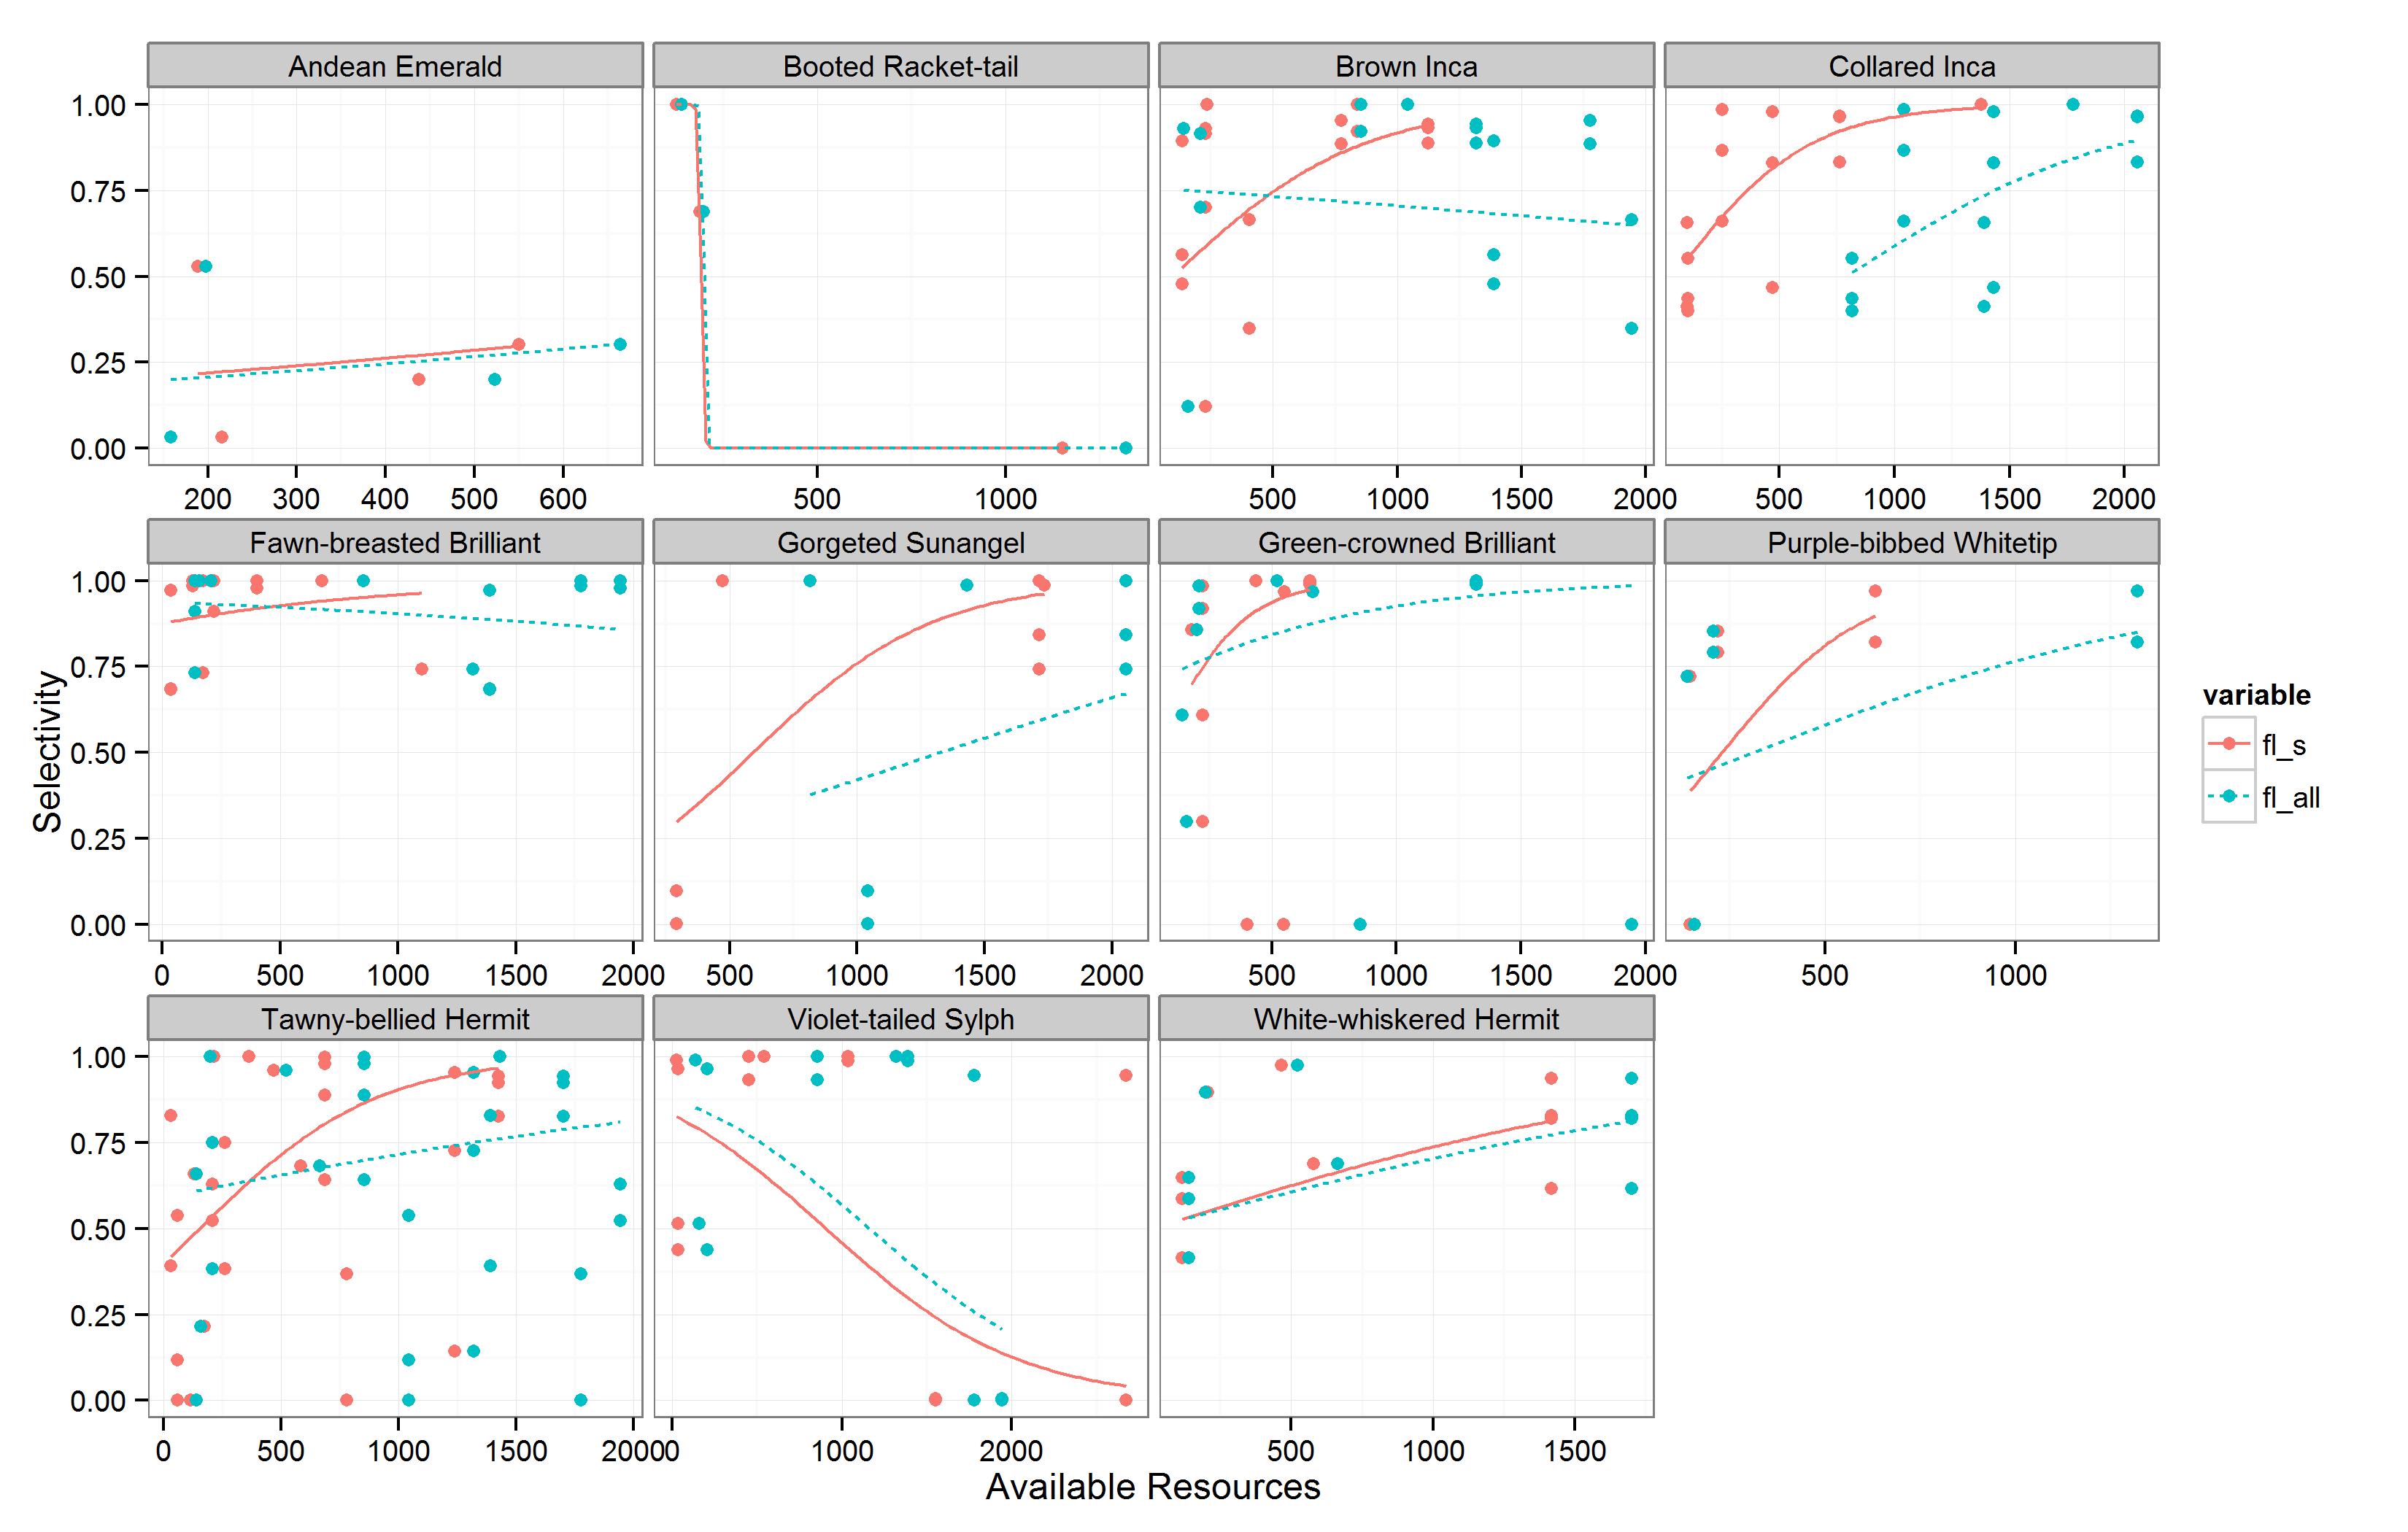 Andean Emerald Booted Racket-tail Brown Inca Collared Inca
1.00
0.75
0.50
0.25
0.00
200 300 400 500 600 500 1000 500 1000 1500 2000 500 1000 1500 2000
Fawn-breasted Brilliant Gorgeted Sunangel Green-crowned Brilliant Purple-bibbed Whitetip
1.00
0.75
0.50
0.25
0.00
0 500 1000 1500 2000 500 1000 1500 2000 500 1000 1500 2000 500 1000
Tawny-bellied Hermit Violet-tailed Sylph White-whiskered Hermit
1.00
0.75
0.50
0.25
0.00
0 500 1000 1500 2000 0 1000 2000 500 1000 1500
Selectivity
Available Resources
variable
fl_s
fl_all